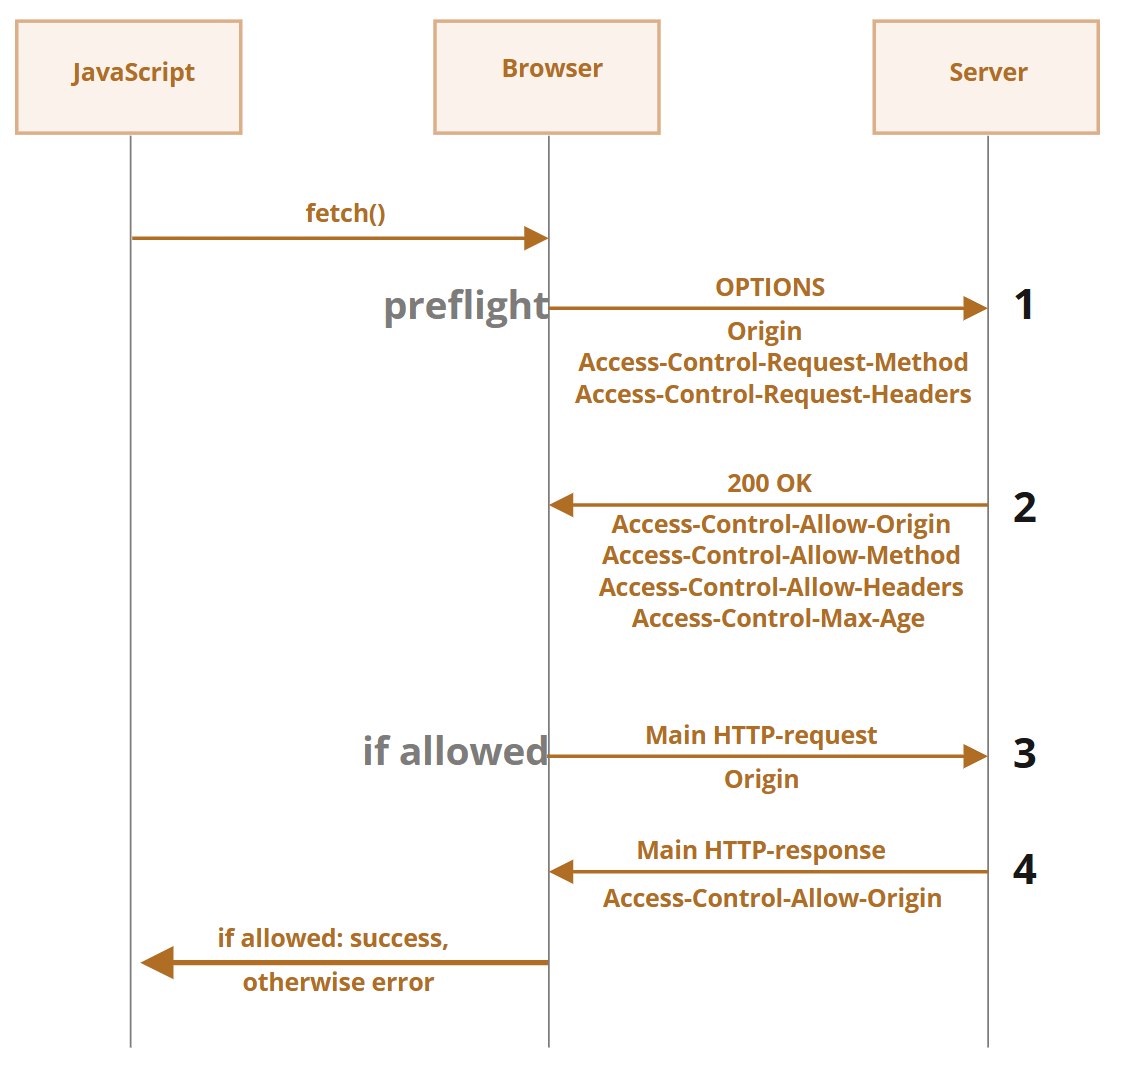 JavaScript
Browser
Server
fetch()
preflight
OPTIONS
1
Origin
Access-Control-Request-Method
Access-Control-Request-Headers
200 OK
2
Access-Control-Allow-Origin
Access-Control-Allow-Method
Access-Control-Allow-Headers
Access-Control-Max-Age
if allowed
Main HTTP-request
3
Origin
Main HTTP-response
4
Access-Control-Allow-Origin
if allowed: success,
otherwise error